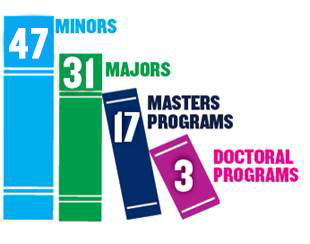 47 MINORS
31 MAJORS
17 MASTERS
PROGRAMS
3 DOCTORAL
PROGRAMS